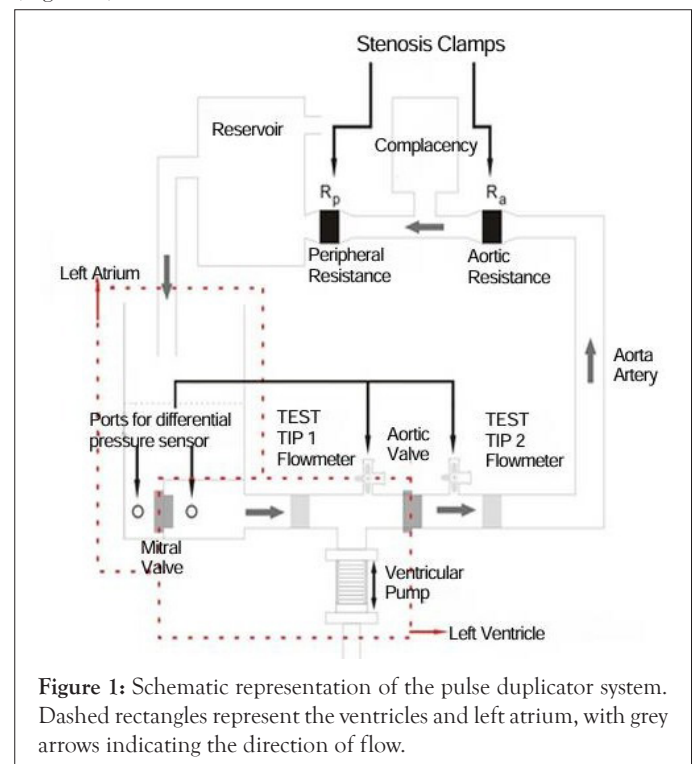 Stenosis Clamps
Reservoir
Complacency
Rp
Ra
Peripheral
Resistance
Aortic
Resistance
Left Atrium
Aorta
Artery
Ports for differential
pressure sensor
TEST
TIP 1
Flowmeter
Aortic
Valve
TEST
TIP 2
Flowmeter
Mitral
Valve
Ventricular
Pump
Left Ventricle
Figure 1: Schematic representation of the pulse duplicator system.
Dashed rectangles represent the ventricles and left atrium, with grey
arrows indicating the direction of flow.